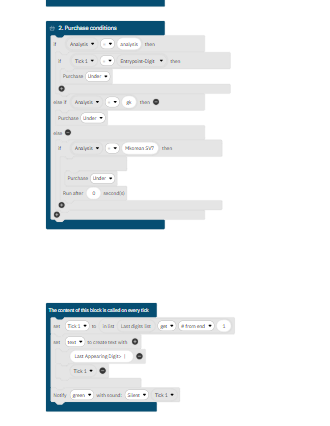 2. Purchase conditions
if Analysis = analysis then
if Tick 1 = Entrypoint-Digit then
Purchase Under
else if Analysis = go then
Purchase Under
else
if Analysis = Mkorean SV7 then
Purchase Under
Run after 0 second(s)
The content of this block is called on every tick
set Tick 1 to in list Last digits list get # from end 1
set text to create text with
Last Appearing Digit> |
Tick 1
Notify green with sound: Silent Tick 1